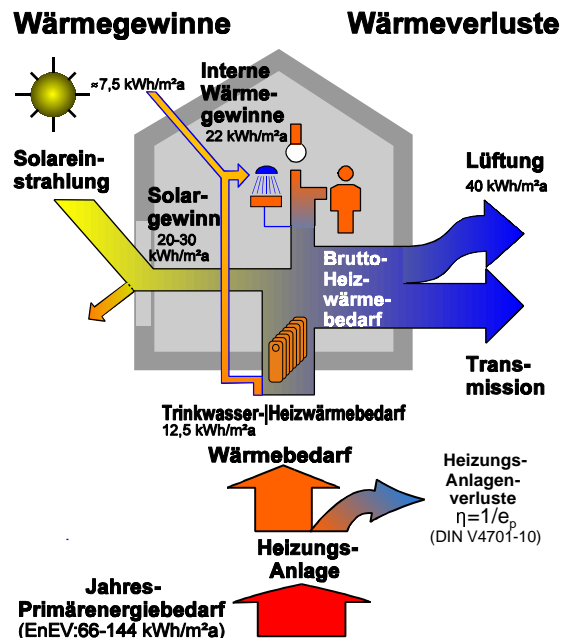 Wärmegewinne
Wärmeverluste
≈7,5 kWh/m²a
Interne
Wärme-
gewinne
22 kWh/m²a
Solarein-
strahlung
Lüftung
40 kWh/m²a
Solar-
gewinn
20-30
kWh/m²a
Brutto-
Heiz-
wärme-
bedarf
Trans-
mission
Trinkwasser-|Heizwärmebedarf
12,5 kWh/m²a
Wärmebedarf
Heizungs-
Anlagen-
verluste
η=1/eₚ
(DIN V4701-10)
Heizungs-
Anlage
Jahres-
Primärenergiebedarf
(EnEV:66-144 kWh/m²a)